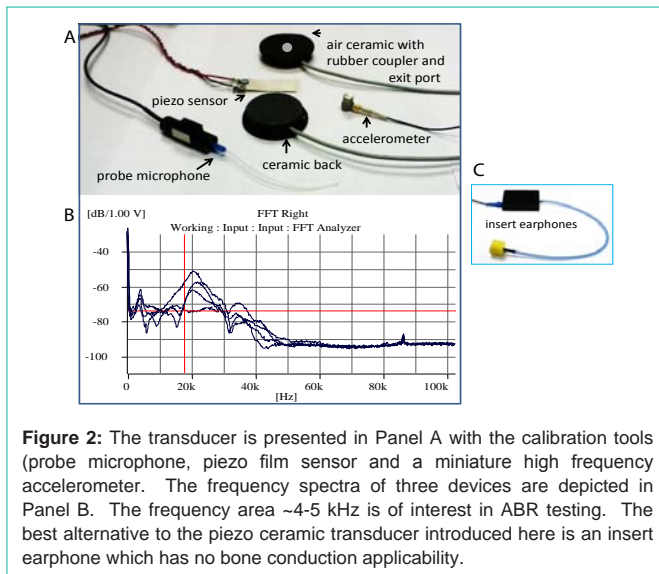 A
air ceramic with
rubber coupler and
exit port
piezo sensor
accelerometer
ceramic back
probe microphone
C
insert earphones
B
[dB/1.00 V]
FFT Right
Working : Input : Input : FFT Analyzer
-40
-60
-80
-100
0
20k
40k
60k
80k
100k
[Hz]
Figure 2: The transducer is presented in Panel A with the calibration tools
(probe microphone, piezo film sensor and a miniature high frequency
accelerometer. The frequency spectra of three devices are depicted in
Panel B. The frequency area ~4-5 kHz is of interest in ABR testing. The
best alternative to the piezo ceramic transducer introduced here is an insert
earphone which has no bone conduction applicability.